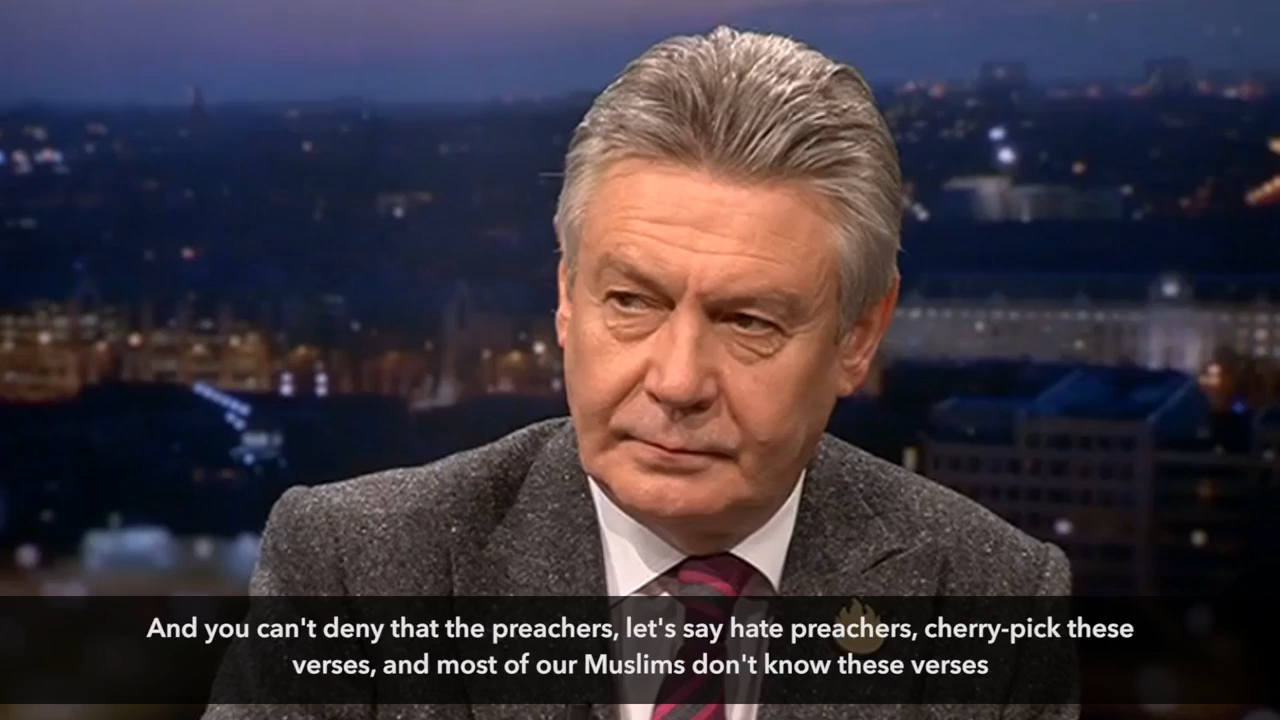 And you can't deny that the preachers, let's say hate preachers, cherry-pick these
verses, and most of our Muslims don't know these verses